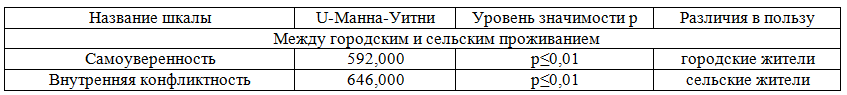 Название шкалы U-Манна-Уитни Уровень значимости p Различия в пользу
Между городским и сельским проживанием
Самоуверенность 592,000 p≤0,01 городские жители
Внутренняя конфликтность 646,000 p≤0,01 сельские жители